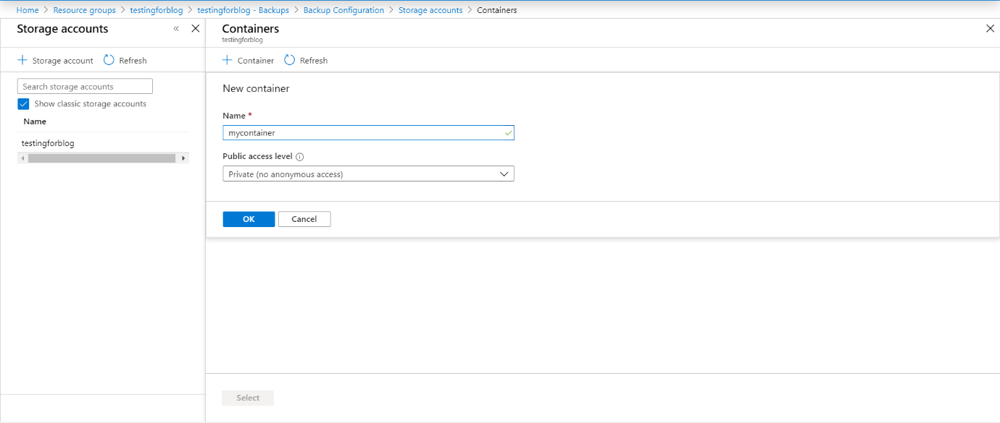 Home > Resource groups > testingforblog > testingforblog - Backups > Backup Configuration > Storage accounts > Containers
Storage accounts
Storage account Refresh
Search storage accounts
Show classic storage accounts
Name
testingforblog
Containers
testingforblog
Container Refresh
New container
Name *
mycontainer
Public access level
Private (no anonymous access)
OK Cancel
Select